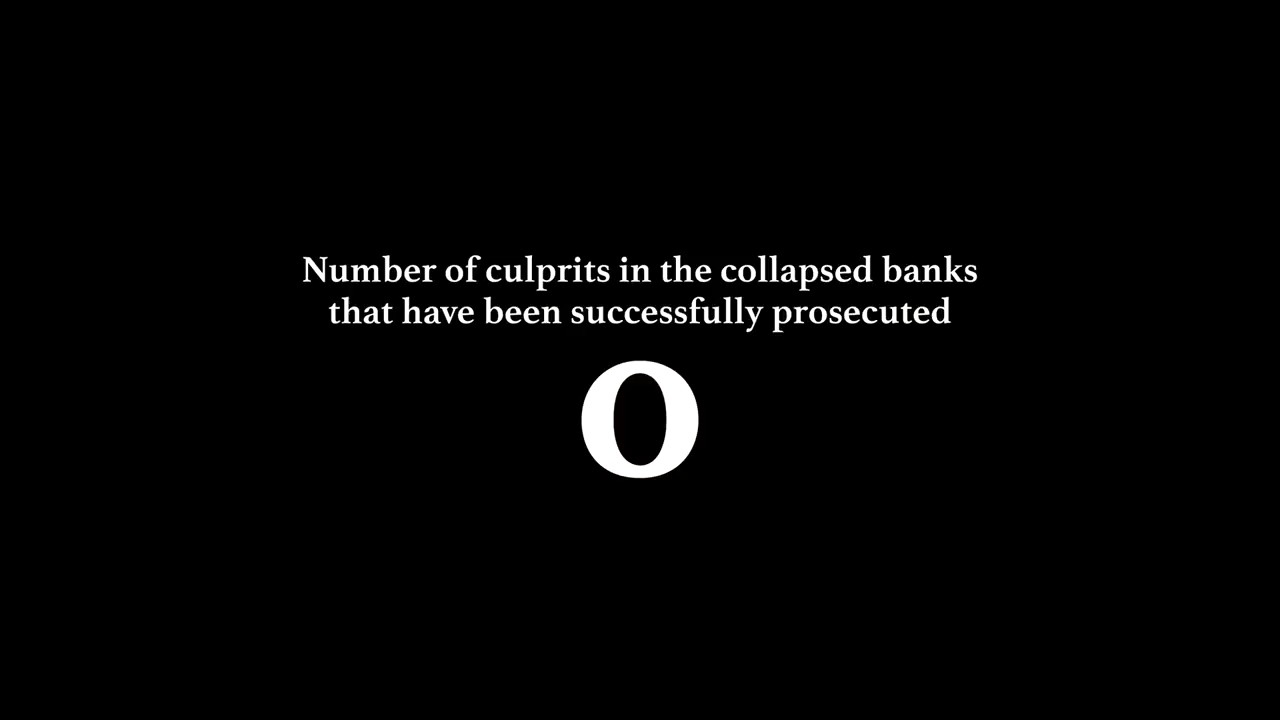 Number of culprits in the collapsed banks
that have been successfully prosecuted
0